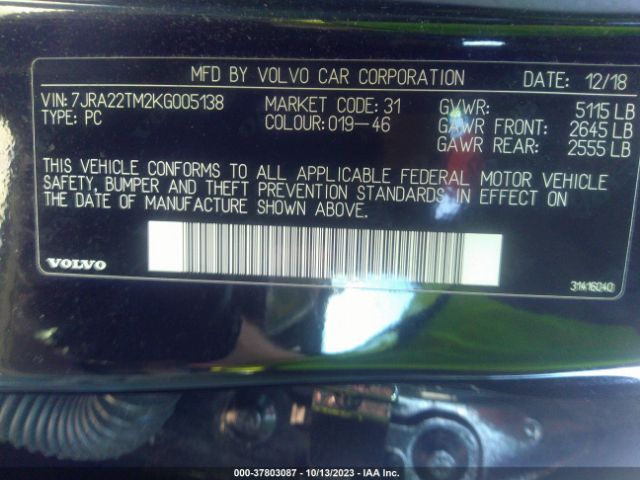 MFD BY VOLVO CAR CORPORATION DATE: 12/18
VIN: 7JRA22TM2KG005138 MARKET CODE: 31 GVWR: 5115 LB
TYPE: PC COLOUR: 019-46 GAWR FRONT: 2645 LB
GAWR REAR: 2555 LB
THIS VEHICLE CONFORMS TO ALL APPLICABLE FEDERAL MOTOR VEHICLE
SAFETY, BUMPER AND THEFT PREVENTION STANDARDS IN EFFECT ON
THE DATE OF MANUFACTURE SHOWN ABOVE.
VOLVO 31416040
000-37803087 - 10/13/2023 - IAA Inc.